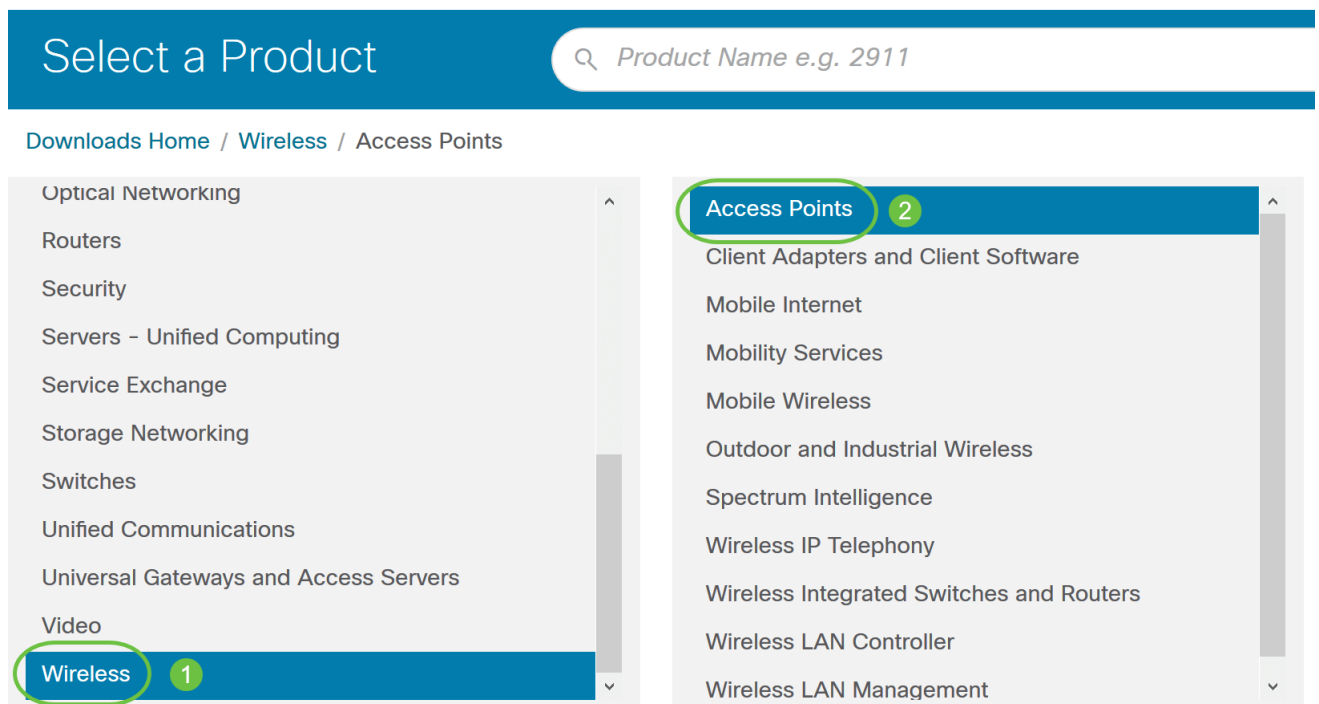 Select a Product
Product Name e.g. 2911
Downloads Home / Wireless / Access Points
Optical Networking
Routers
Security
Servers - Unified Computing
Service Exchange
Storage Networking
Switches
Unified Communications
Universal Gateways and Access Servers
Video
Wireless 1
Access Points 2
Client Adapters and Client Software
Mobile Internet
Mobility Services
Mobile Wireless
Outdoor and Industrial Wireless
Spectrum Intelligence
Wireless IP Telephony
Wireless Integrated Switches and Routers
Wireless LAN Controller
Wireless LAN Management